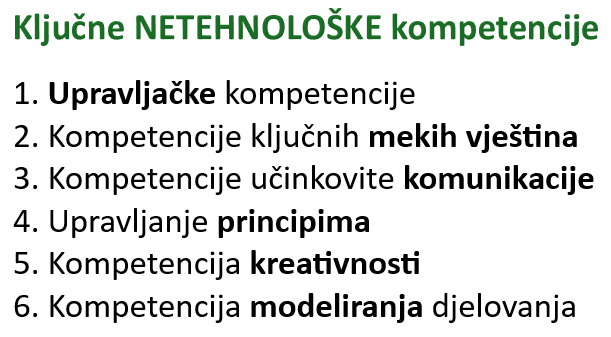 Ključne NETEHNOLOŠKE kompetencije
1. Upravljačke kompetencije
2. Kompetencije ključnih mekih vještina
3. Kompetencije učinkovite komunikacije
4. Upravljanje principima
5. Kompetencija kreativnosti
6. Kompetencija modeliranja djelovanja